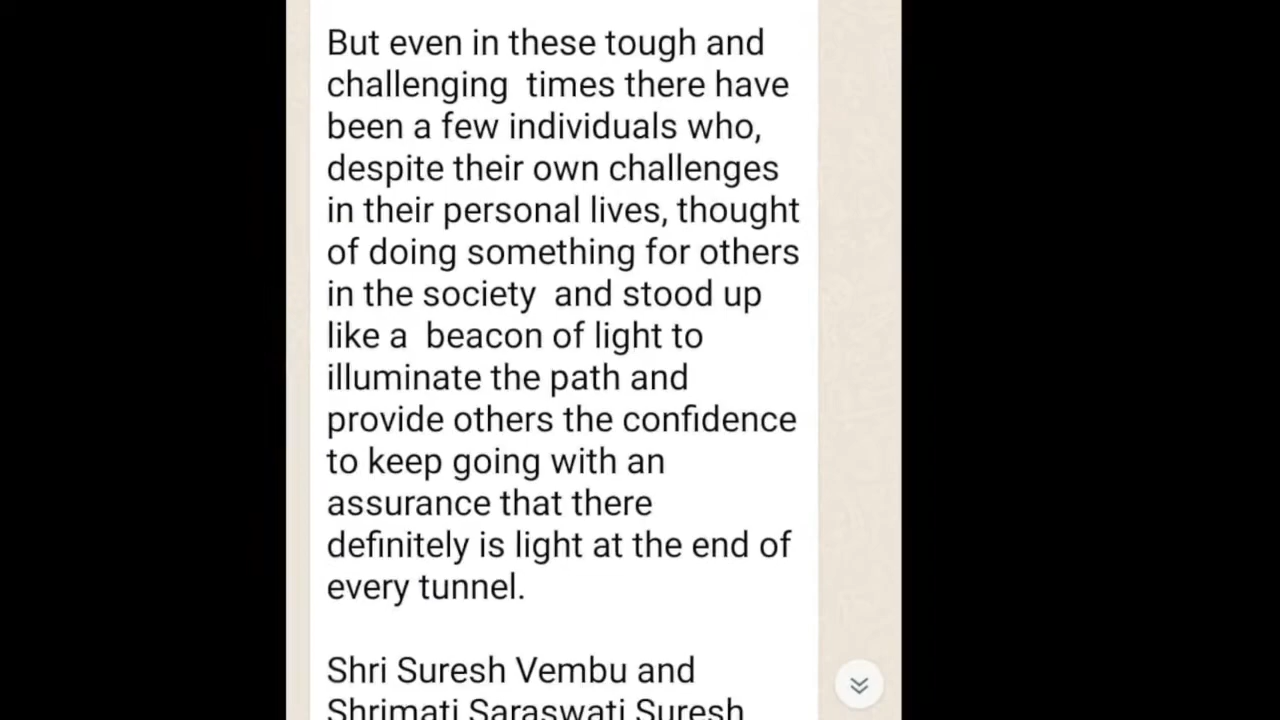 But even in these tough and
challenging  times there have
been a few individuals who,
despite their own challenges
in their personal lives, thought
of doing something for others
in the society  and stood up
like a  beacon of light to
illuminate the path and
provide others the confidence
to keep going with an
assurance that there
definitely is light at the end of
every tunnel.
Shri Suresh Vembu and
Shrimati Saraswati Suresh